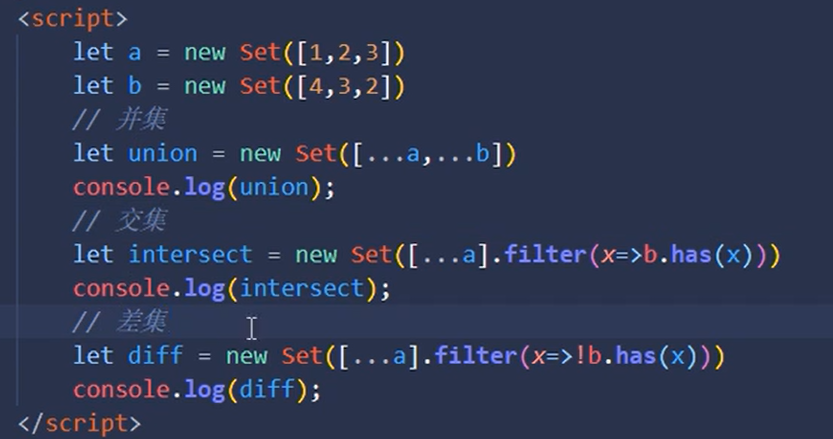 <script>
let a = new Set([1,2,3])
let b = new Set([4,3,2])
// 并集
let union = new Set([...a,...b])
console.log(union);
// 交集
let intersect = new Set([...a].filter(x=>b.has(x)))
console.log(intersect);
// 差集
let diff = new Set([...a].filter(x=>!b.has(x)))
console.log(diff);
</script>